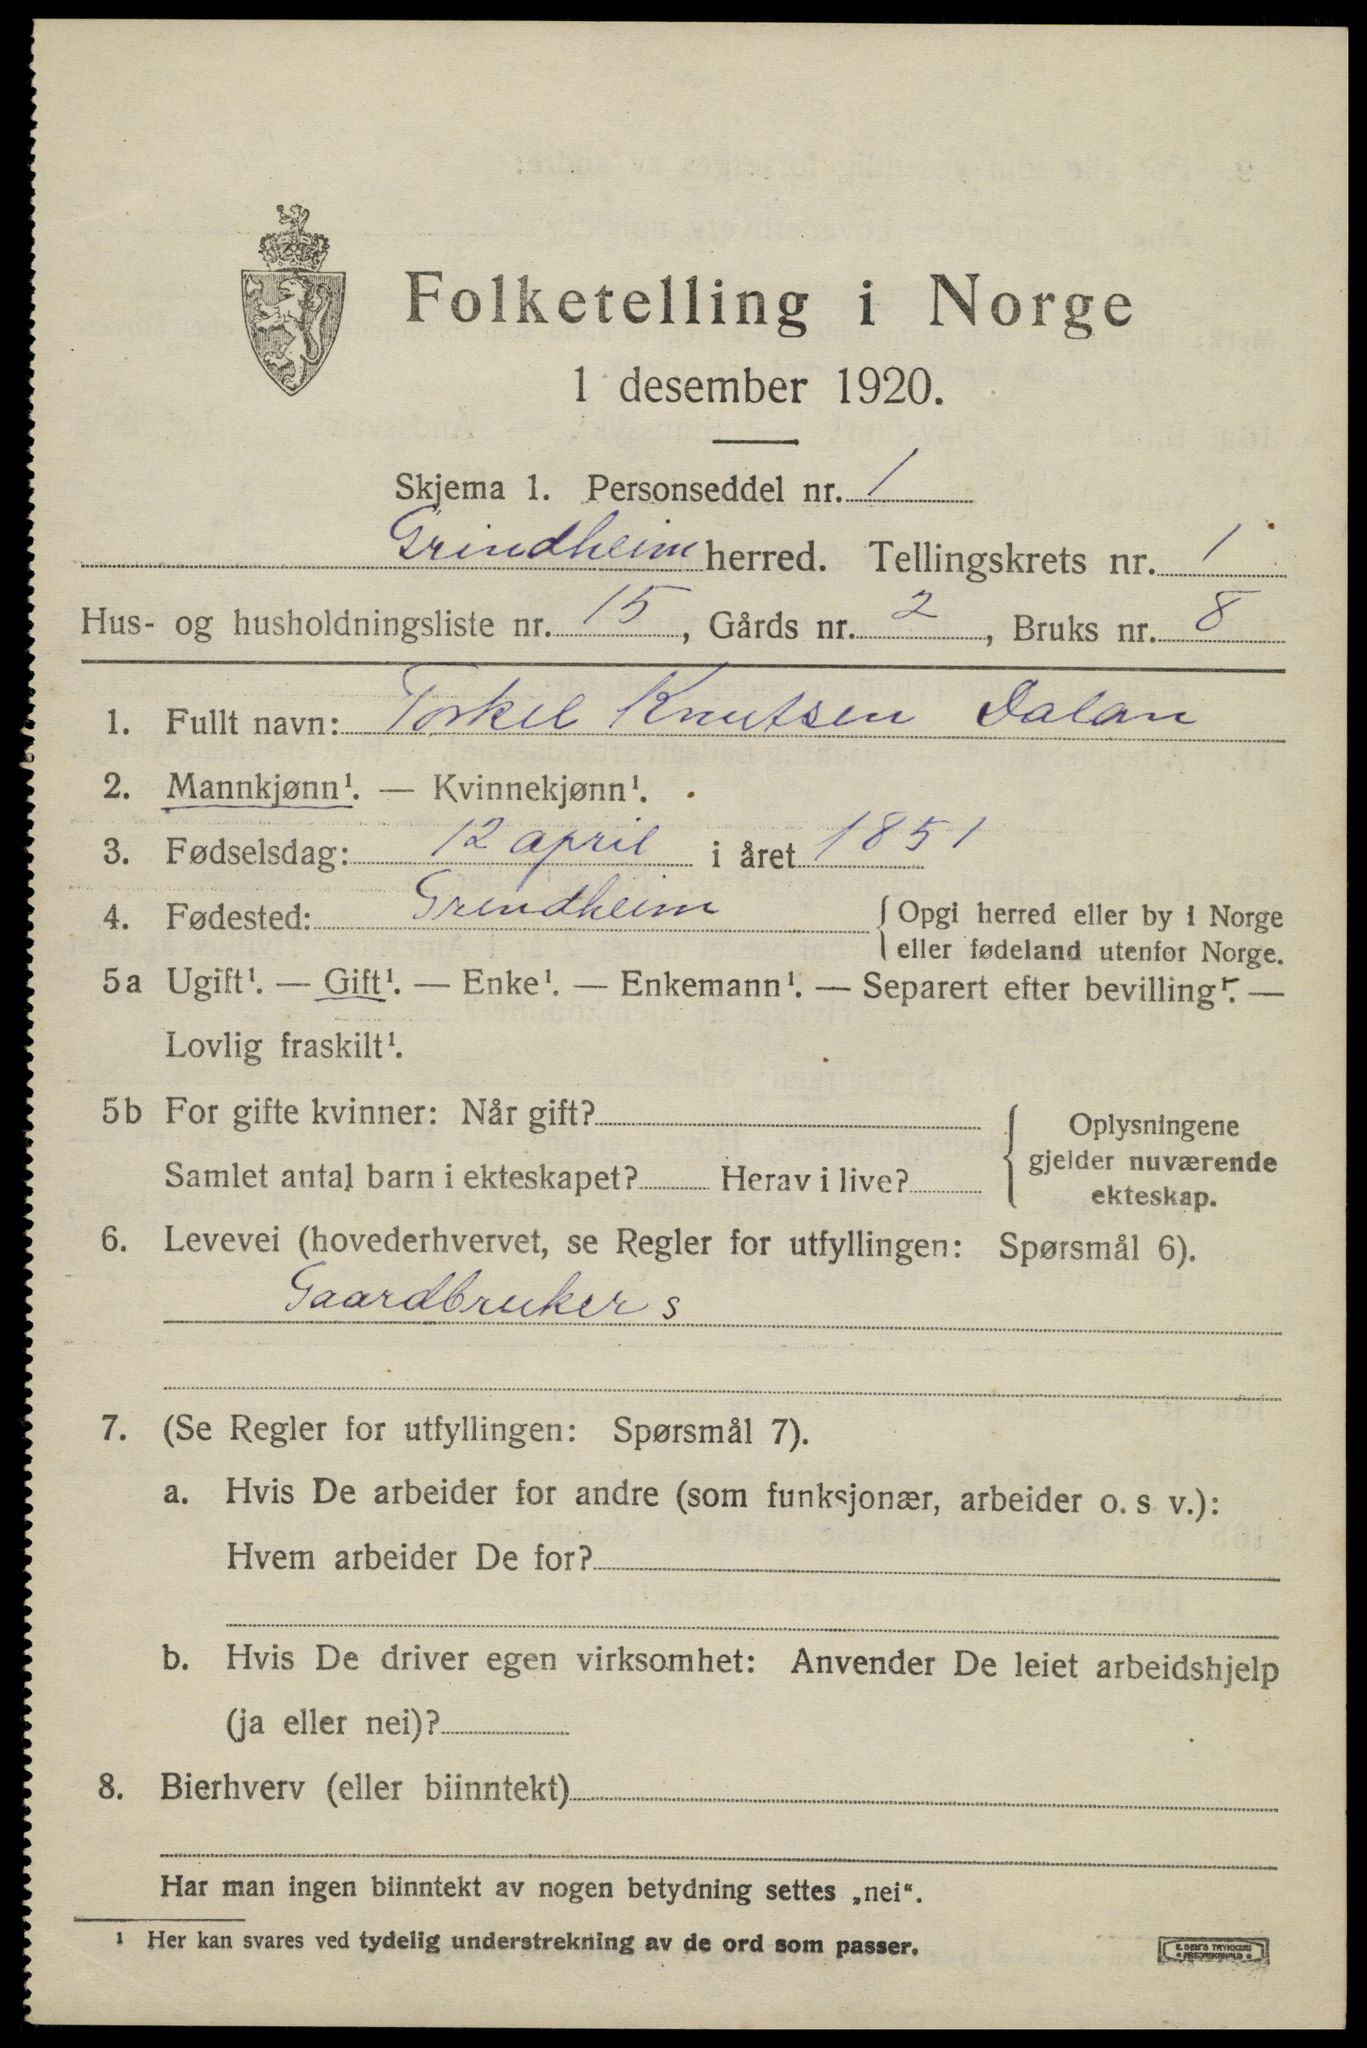 Folketelling i Norge
1 desember 1920.
Skjema 1. Personseddel nr. 1
Grindheim herred. Tellingskrets nr. 1
Hus- og husholdningsliste nr. 15, Gårds nr. 2, Bruks nr. 8
1. Fullt navn: Torkel Knutsen Dalan
2. Mannkjønn¹. — Kvinnekjønn¹.
3. Fødselsdag: 12 april i året 1851
4. Fødested: Grindheim { Opgi herred eller by i Norge
eller fødeland utenfor Norge.
5a Ugift¹. — Gift¹. — Enke¹. — Enkemann¹. — Separert efter bevilling¹. —
Lovlig fraskilt¹.
5b For gifte kvinner: Når gift?
Samlet antal barn i ekteskapet? Herav i live?
{ Oplysningene
gjelder nuværende
ekteskap.
6. Levevei (hovederhvervet, se Regler for utfyllingen: Spørsmål 6).
Gaardbruker s
7. (Se Regler for utfyllingen: Spørsmål 7).
a. Hvis De arbeider for andre (som funksjonær, arbeider o. s v.):
Hvem arbeider De for?
b. Hvis De driver egen virksomhet: Anvender De leiet arbeidshjelp
(ja eller nei)?
8. Bierhverv (eller biinntekt)
Har man ingen biinntekt av nogen betydning settes „nei“.
¹ Her kan svares ved tydelig understrekning av de ord som passer.
E. SEM'S TRYKKERI
FREDRIKSHALD